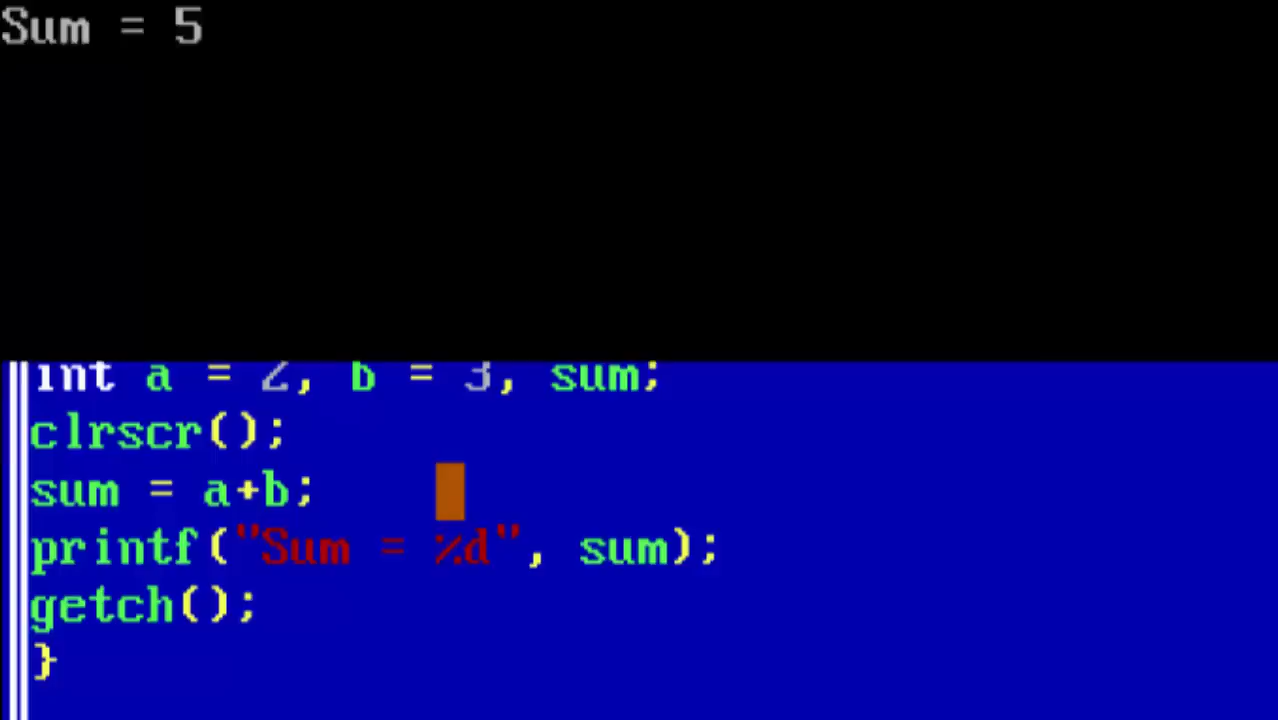 Sum = 5
int a = 2, b = 3, sum;
clrscr();
sum = a+b;
printf("Sum = %d", sum);
getch();
}